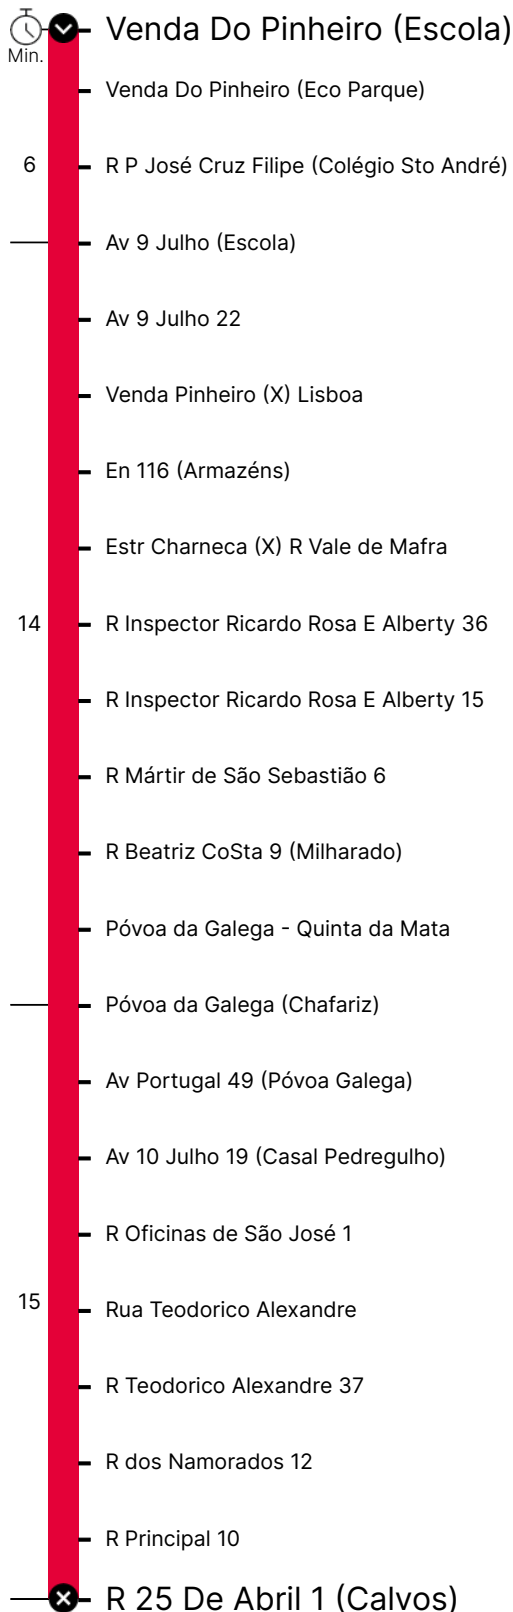 Venda Do Pinheiro (Escola)
Min.
Venda Do Pinheiro (Eco Parque)
6
R P José Cruz Filipe (Colégio Sto André)
Av 9 Julho (Escola)
Av 9 Julho 22
Venda Pinheiro (X) Lisboa
En 116 (Armazéns)
Estr Charneca (X) R Vale de Mafra
14
R Inspector Ricardo Rosa E Alberty 36
R Inspector Ricardo Rosa E Alberty 15
R Mártir de São Sebastião 6
R Beatriz CoSta 9 (Milharado)
Póvoa da Galega - Quinta da Mata
Póvoa da Galega (Chafariz)
Av Portugal 49 (Póvoa Galega)
Av 10 Julho 19 (Casal Pedregulho)
R Oficinas de São José 1
15
Rua Teodorico Alexandre
R Teodorico Alexandre 37
R dos Namorados 12
R Principal 10
R 25 De Abril 1 (Calvos)